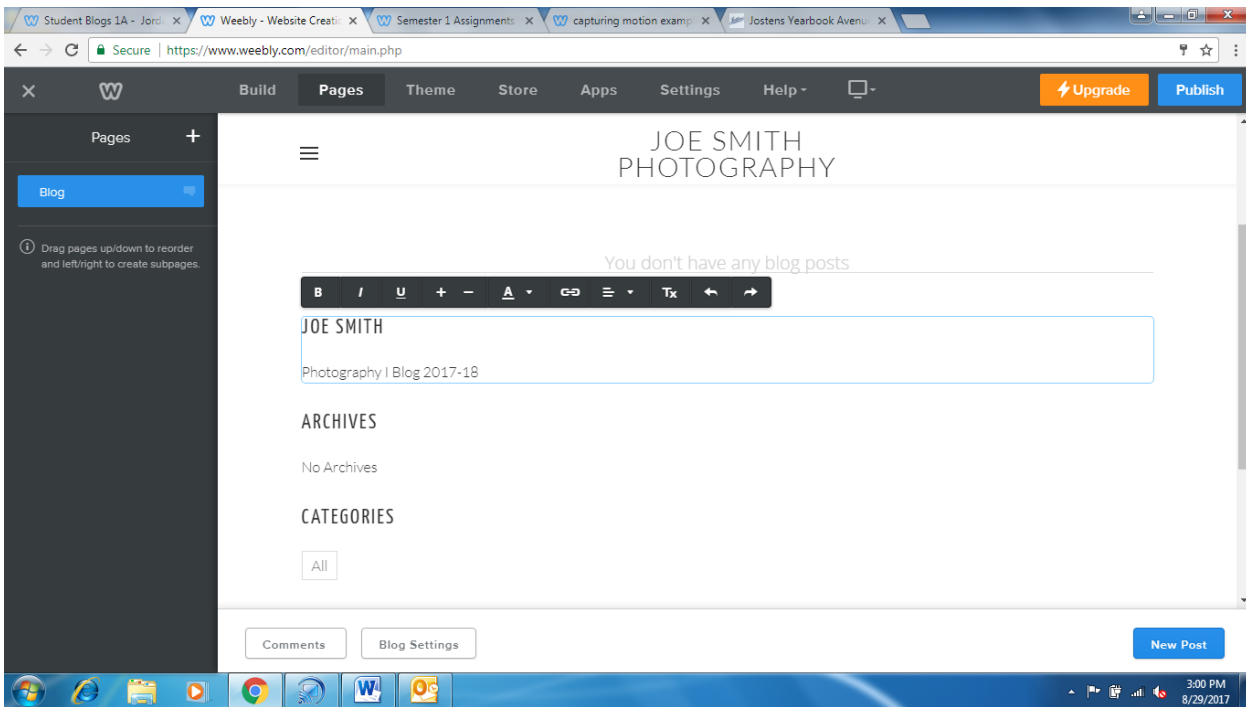 Student Blogs 1A - Jord
Weebly - Website Creatio
Semester 1 Assignments
capturing motion exampl
Jostens Yearbook Avenu
Secure | https://www.weebly.com/editor/main.php
Build Pages Theme Store Apps Settings Help Upgrade Publish
Pages +
JOE SMITH
PHOTOGRAPHY
Blog
Drag pages up/down to reorder
and left/right to create subpages.
You don't have any blog posts
B I U + − A Tx
JOE SMITH
Photography I Blog 2017-18
ARCHIVES
No Archives
CATEGORIES
All
Comments Blog Settings New Post
3:00 PM
8/29/2017